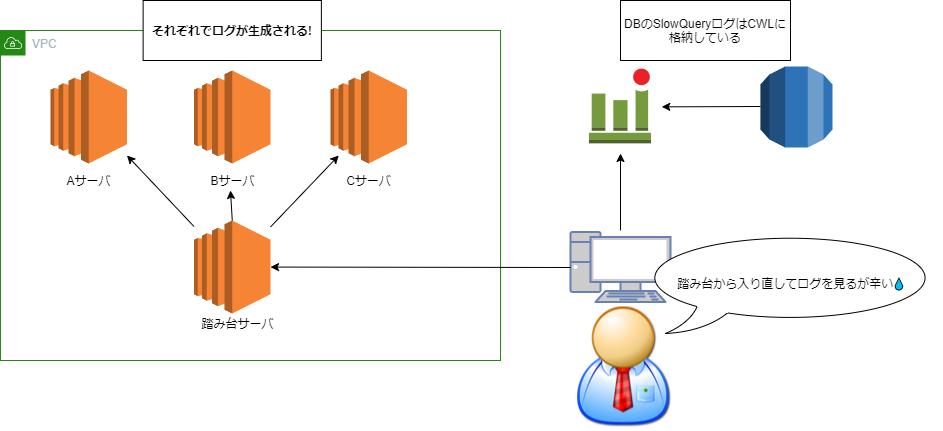 それぞれでログが生成される!
DBのSlowQueryログはCWLに
格納している
VPC
Aサーバ
Bサーバ
Cサーバ
踏み台から入り直してログを見るが辛い💧
踏み台サーバ